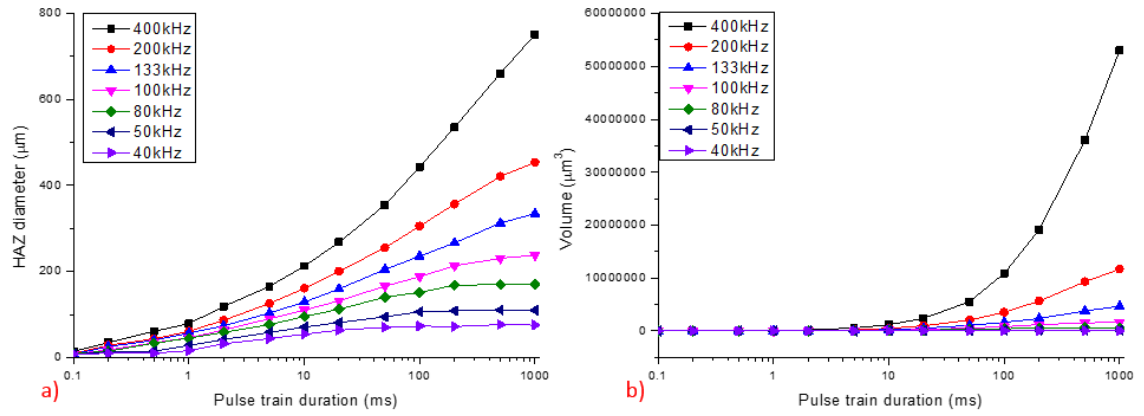 800
600
400
200
0
HAZ diameter (μm)
400kHz
200kHz
133kHz
100kHz
80kHz
50kHz
40kHz
0.1
1
10
100
1000
Pulse train duration (ms)
a)
60000000
50000000
40000000
30000000
20000000
10000000
0
Volume (μm³)
400kHz
200kHz
133kHz
100kHz
80kHz
50kHz
40kHz
0.1
1
10
100
1000
Pulse train duration (ms)
b)